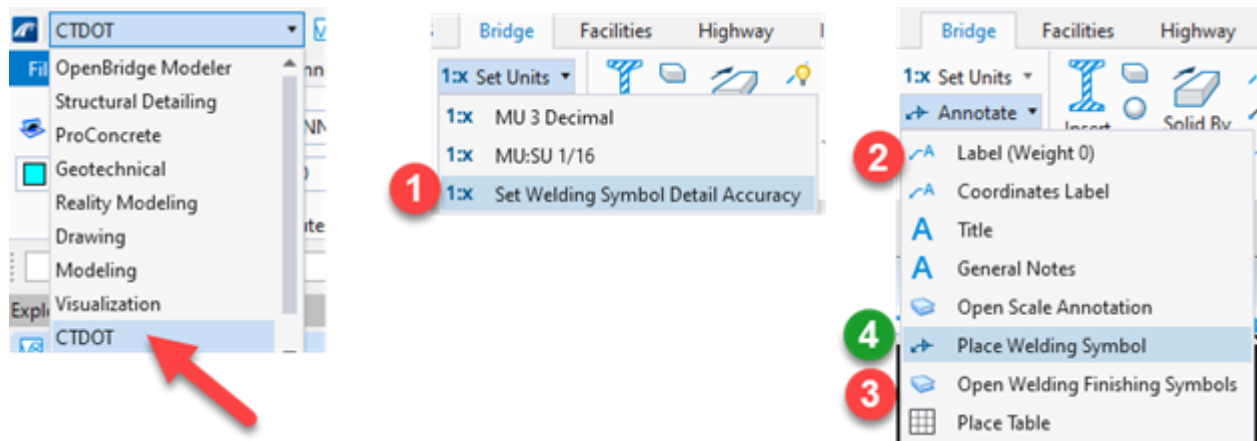 CTDOT
Fil
OpenBridge Modeler
Structural Detailing
ProConcrete
Geotechnical
Reality Modeling
Drawing
Modeling
Visualization
CTDOT
Expl
Bridge Facilities Highway
1:x Set Units
1:x MU 3 Decimal
1:x MU:SU 1/16
1 1:x Set Welding Symbol Detail Accuracy
Bridge Facilities Highway
1:x Set Units
Annotate
Insert Solid By
2 A Label (Weight 0)
A Coordinates Label
A Title
A General Notes
Open Scale Annotation
4 Place Welding Symbol
3 Open Welding Finishing Symbols
Place Table